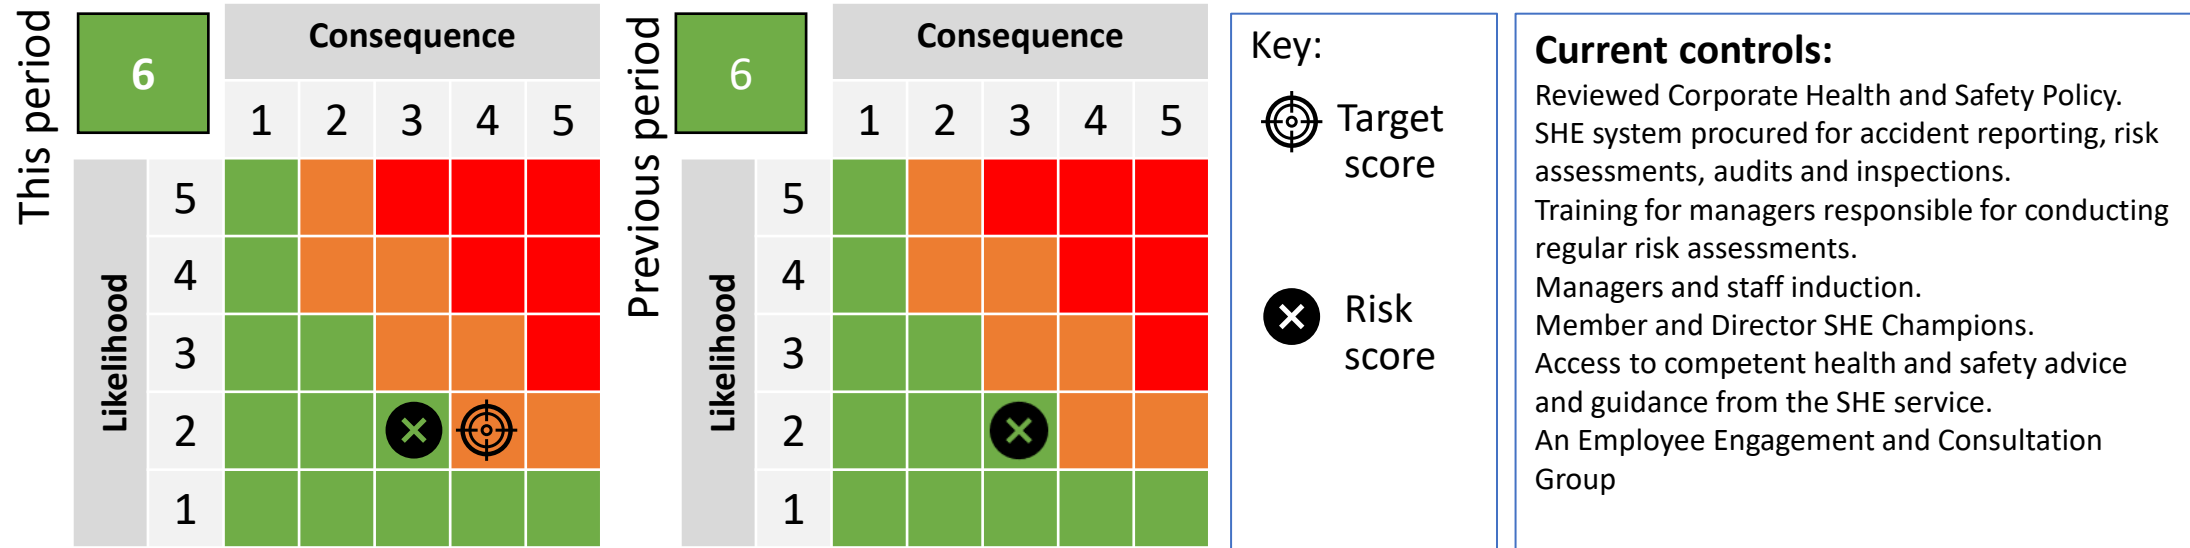 This period
6
Consequence
1 2 3 4 5
Likelihood
5
4
3
2
1
Previous period
6
Consequence
1 2 3 4 5
Likelihood
5
4
3
2
1
Key:
Target
score
Risk
score
Current controls:
Reviewed Corporate Health and Safety Policy.
SHE system procured for accident reporting, risk
assessments, audits and inspections.
Training for managers responsible for conducting
regular risk assessments.
Managers and staff induction.
Member and Director SHE Champions.
Access to competent health and safety advice
and guidance from the SHE service.
An Employee Engagement and Consultation
Group